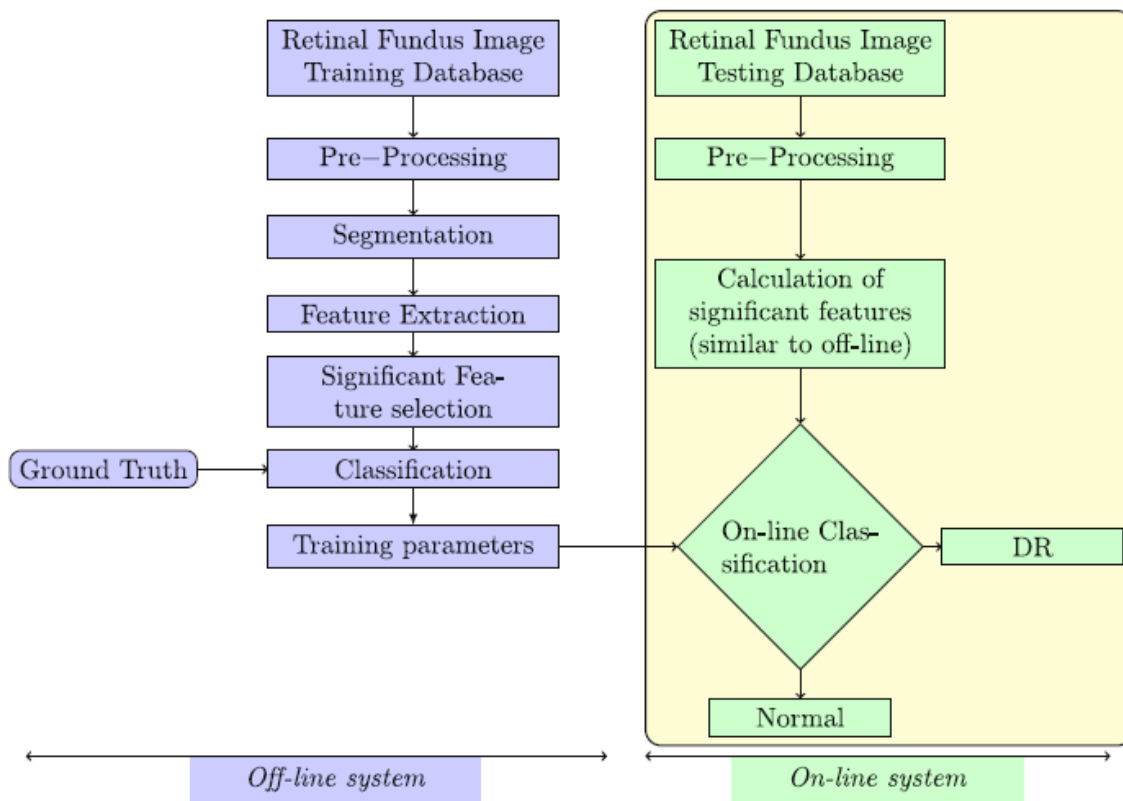 Retinal Fundus Image
Training Database
Pre−Processing
Segmentation
Feature Extraction
Significant Fea-
ture selection
Ground Truth
Classification
Training parameters
Retinal Fundus Image
Testing Database
Pre−Processing
Calculation of
significant features
(similar to off-line)
On-line Clas-
sification
DR
Normal
Off-line system
On-line system